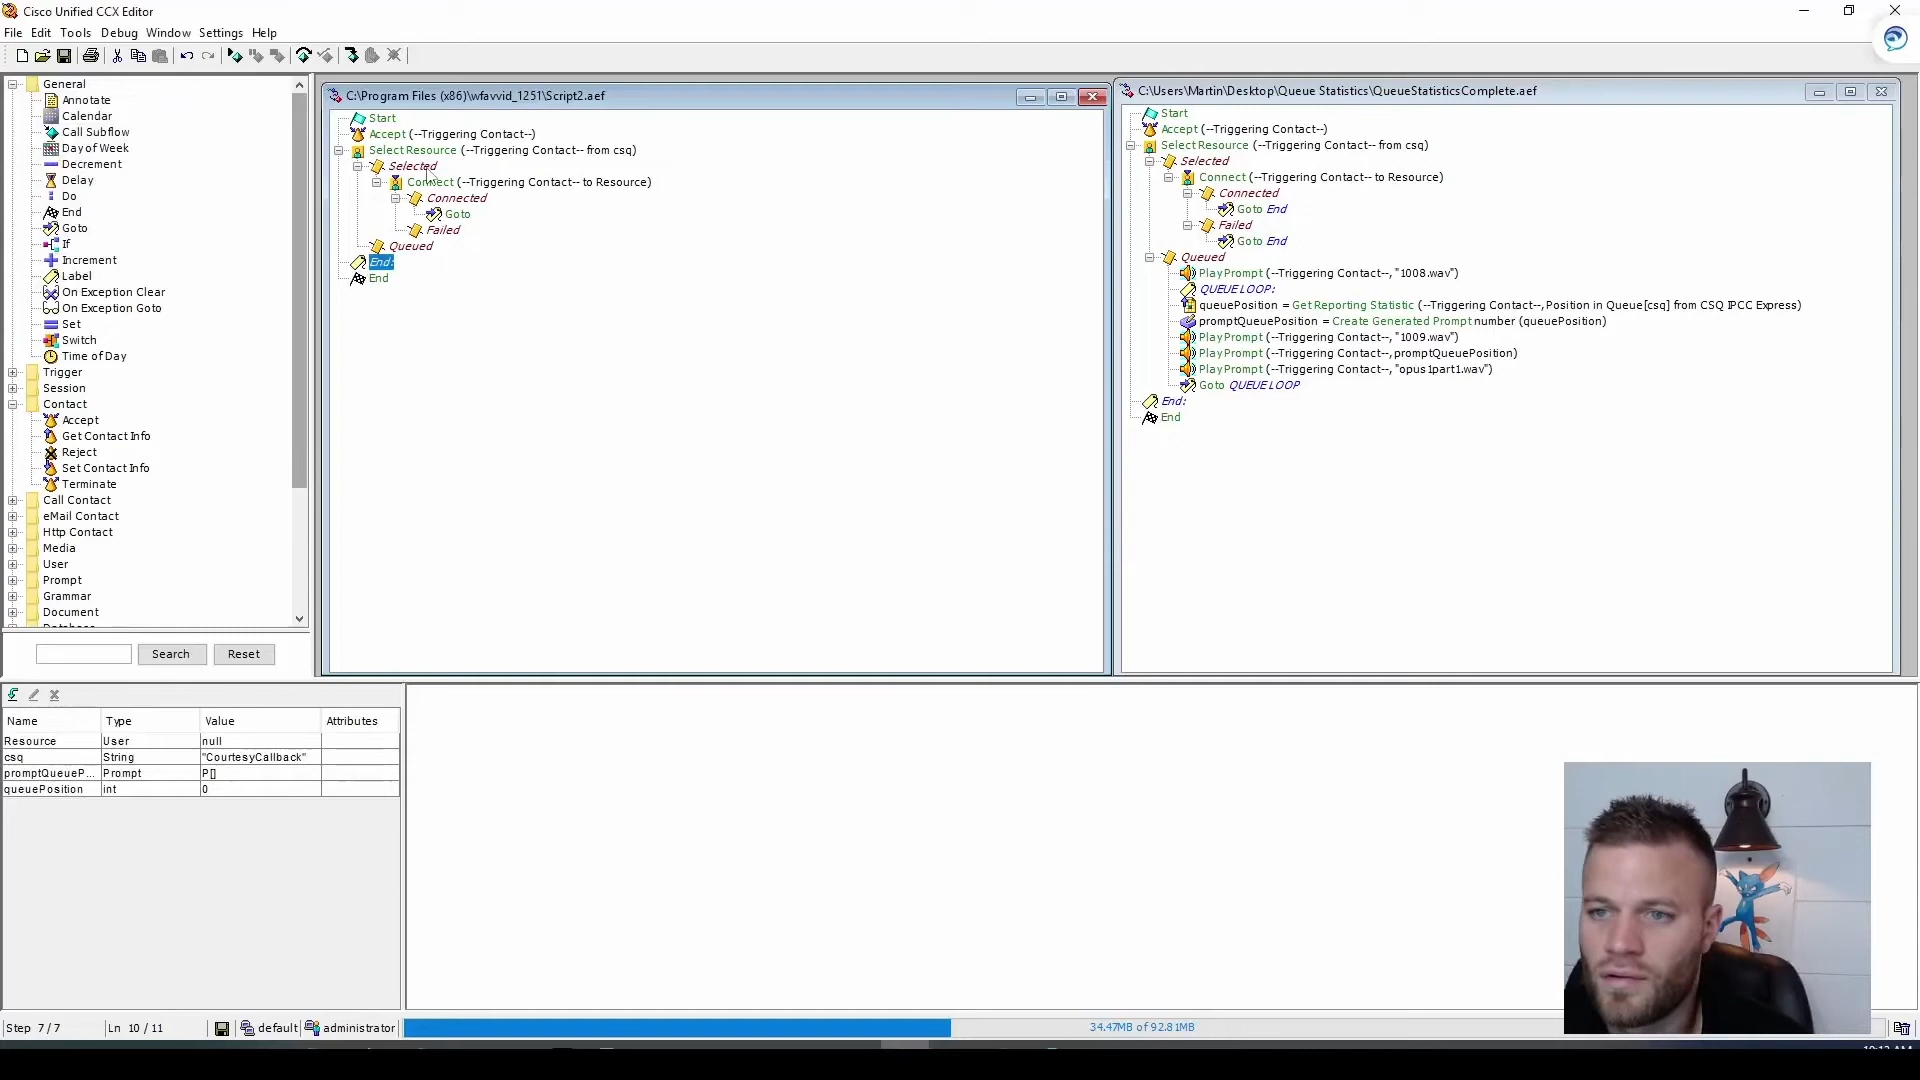 Cisco Unified CCX Editor
File Edit Tools Debug Window Settings Help
General
Annotate
Calendar
Call Subflow
Day of Week
Decrement
Delay
Do
End
Goto
If
Increment
Label
On Exception Clear
On Exception Goto
Set
Switch
Time of Day
Trigger
Session
Contact
Accept
Get Contact Info
Reject
Set Contact Info
Terminate
Call Contact
eMail Contact
Http Contact
Media
User
Prompt
Grammar
Document
Search Reset
C:\Program Files (x86)\wfavvid_1251\Script2.aef
Start
Accept (--Triggering Contact--)
Select Resource (--Triggering Contact-- from csq)
Selected
Connect (--Triggering Contact-- to Resource)
Connected
Goto
Failed
Queued
End:
End
C:\Users\Martin\Desktop\Queue Statistics\QueueStatisticsComplete.aef
Start
Accept (--Triggering Contact--)
Select Resource (--Triggering Contact-- from csq)
Selected
Connect (--Triggering Contact-- to Resource)
Connected
Goto End
Failed
Goto End
Queued
Play Prompt (--Triggering Contact--, "1008.wav")
QUEUE LOOP:
queuePosition = Get Reporting Statistic (--Triggering Contact--, Position in Queue[csq] from CSQ IPCC Express)
promptQueuePosition = Create Generated Prompt number (queuePosition)
Play Prompt (--Triggering Contact--, "1009.wav")
Play Prompt (--Triggering Contact--, promptQueuePosition)
Play Prompt (--Triggering Contact--, "opus1part1.wav")
Goto QUEUE LOOP
End:
End
Name Type Value Attributes
Resource User null
csq String "CourtesyCallback"
promptQueueP... Prompt P[]
queuePosition int 0
Step 7 / 7 Ln 10 / 11 default administrator 34.47MB of 92.81MB